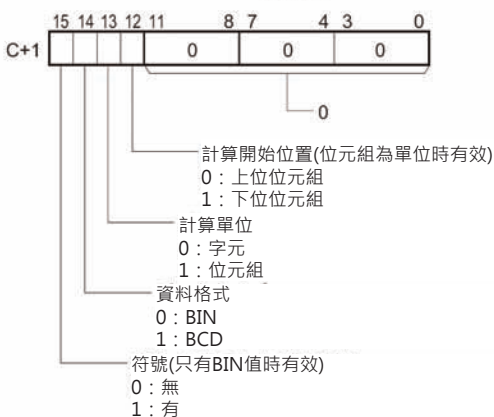 15 14 13 12 11 8 7 4 3 0
C+1 0 0 0
0
計算開始位置(位元組為單位時有效)
0：上位位元組
1：下位位元組
計算單位
0：字元
1：位元組
資料格式
0：BIN
1：BCD
符號(只有BIN值時有效)
0：無
1：有